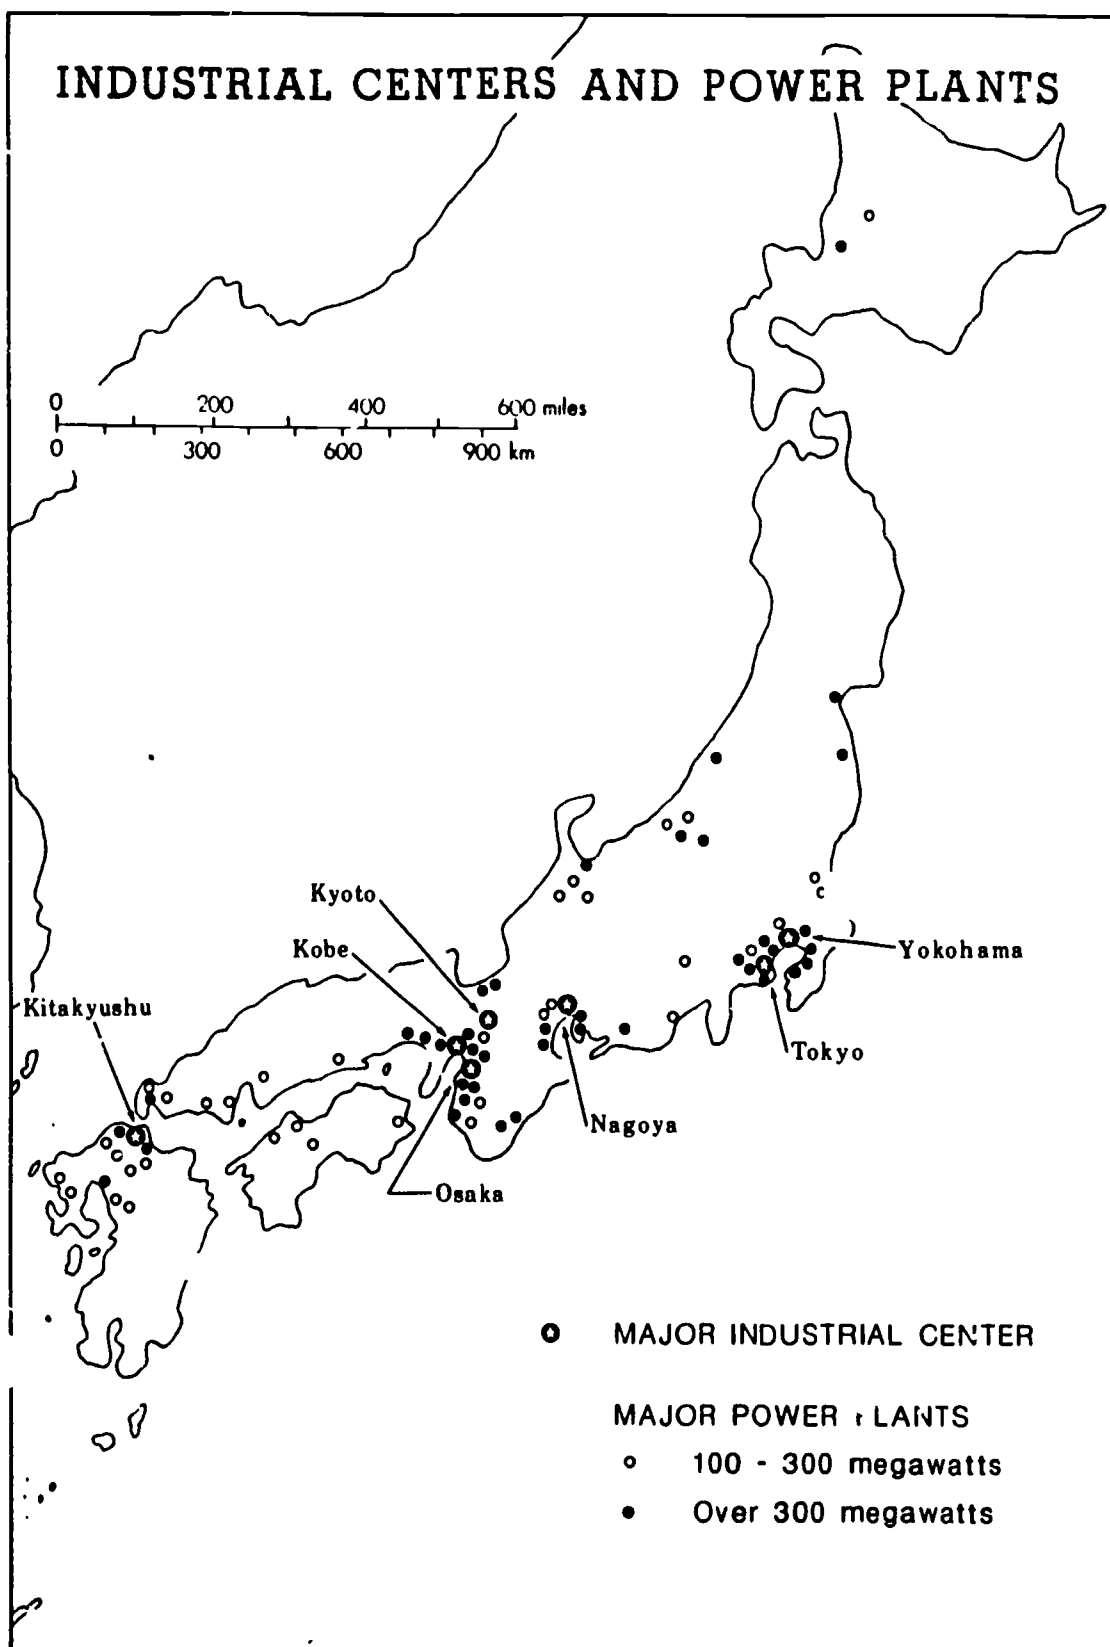 INDUSTRIAL CENTERS AND POWER PLANTS
0 200 400 600 miles
0 300 600 900 km
Kyoto
Kobe
Yokohama
Kitakyushu
Tokyo
Nagoya
Osaka
MAJOR INDUSTRIAL CENTER
MAJOR POWER PLANTS
100 - 300 megawatts
Over 300 megawatts